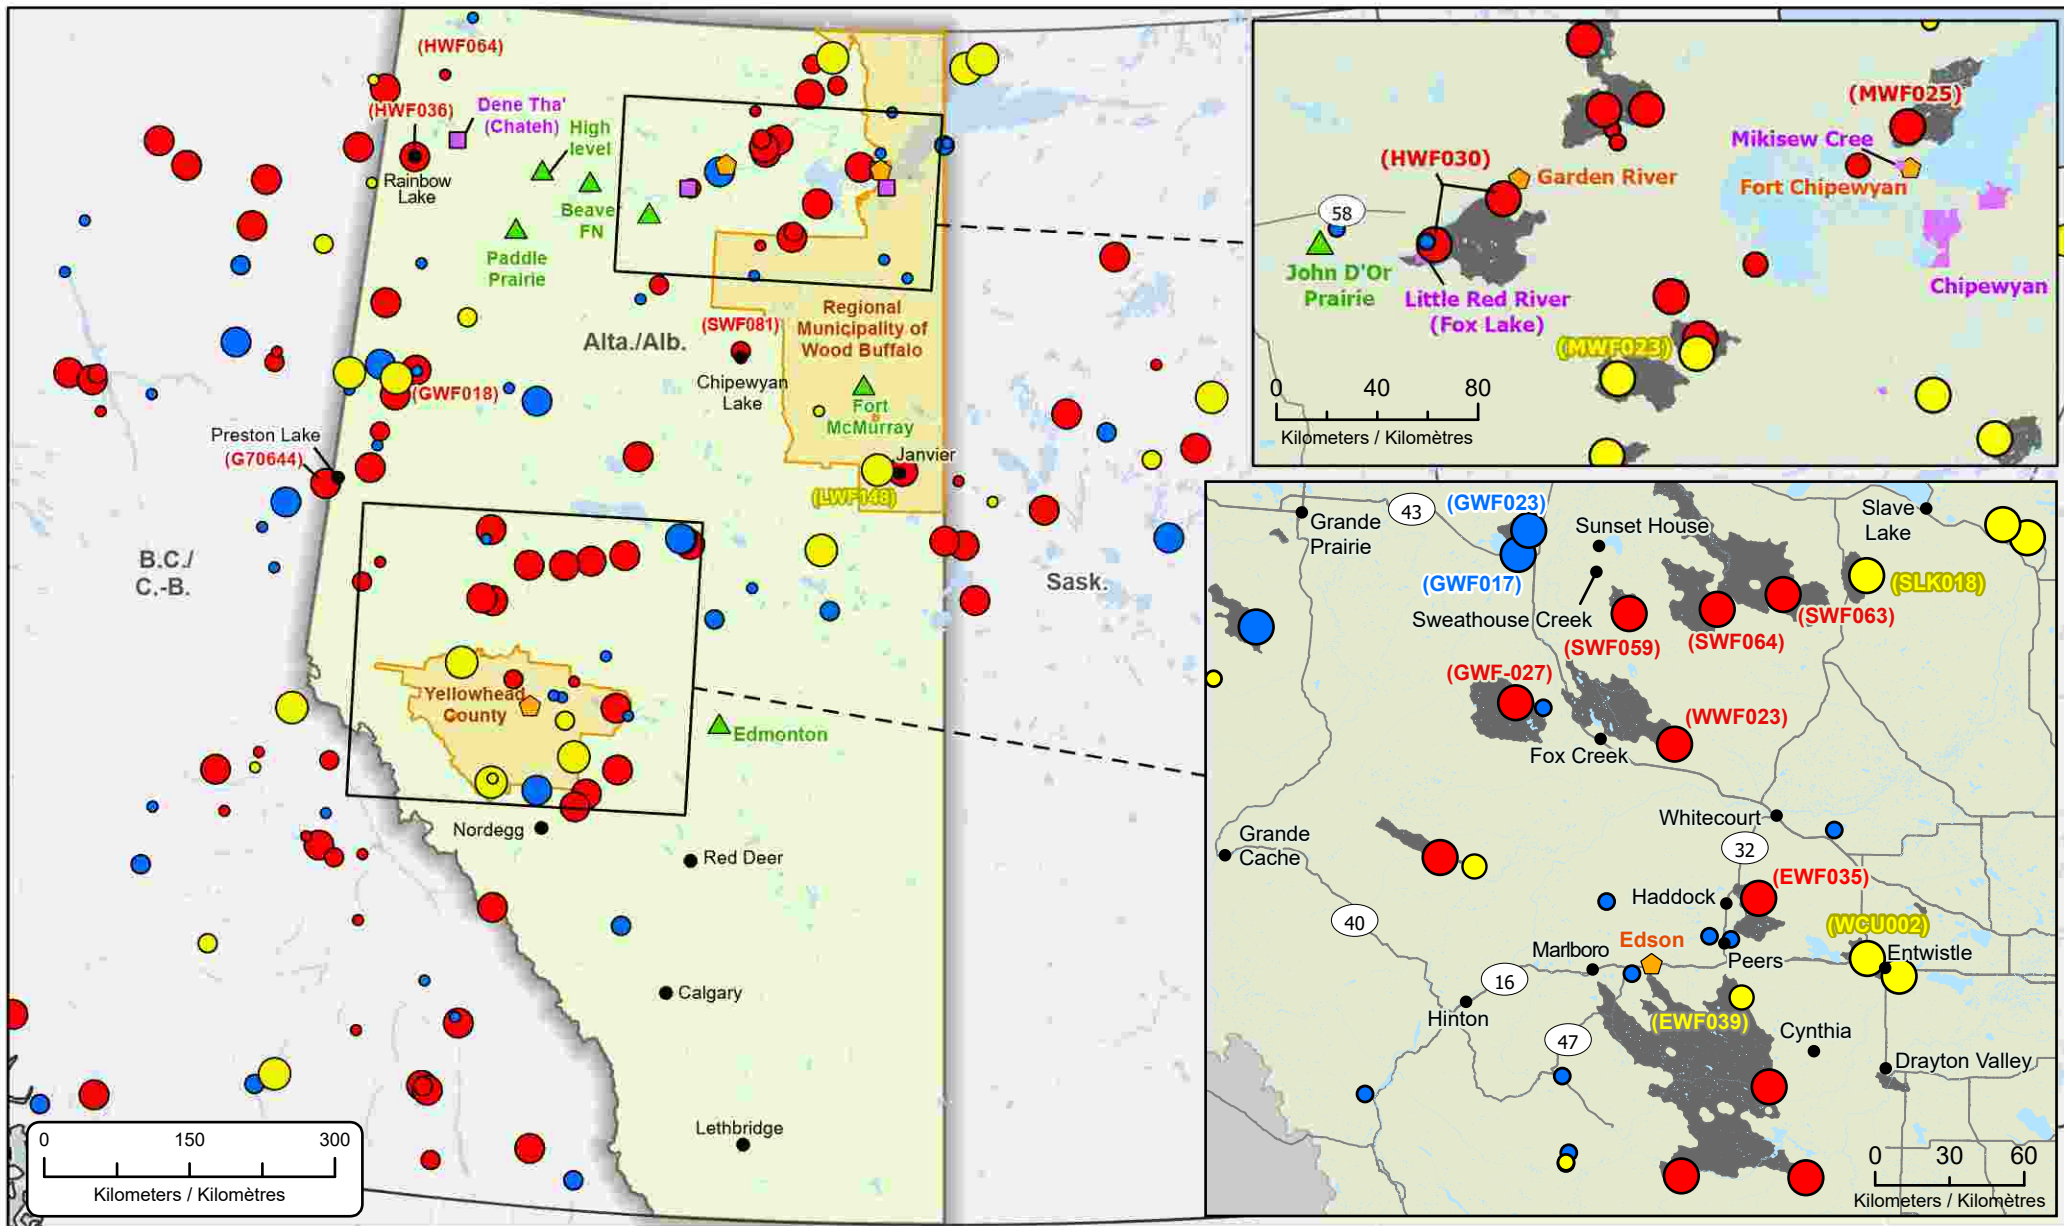 (HWF064)
(HWF036)
Dene Tha'
(Chateh)
High
level
Rainbow
Lake
Beave
FN
Paddle
Prairie
Alta./Alb.
(SWF081)
Chipewyan
Lake
Regional
Municipality of
Wood Buffalo
Fort
McMurray
Janvier
(LWF148)
(GWF018)
Preston Lake
(G70644)
B.C./
C.-B.
Sask.
Yellowhead
County
Edmonton
Nordegg
Red Deer
Calgary
Lethbridge
0 150 300
Kilometers / Kilomètres
(MWF025)
Mikisew Cree
(HWF030)
Garden River
Fort Chipewyan
58
John D'Or
Prairie
Little Red River
(Fox Lake)
Chipewyan
(MWF023)
0 40 80
Kilometers / Kilomètres
Grande
Prairie
43
(GWF023)
(GWF017)
Sunset House
Slave
Lake
(SLK018)
Sweathouse Creek
(SWF059)
(SWF064)
(SWF063)
(GWF-027)
(WWF023)
Fox Creek
Whitecourt
Grande
Cache
32
Haddock
(EWF035)
40
(WCU002)
Marlboro
Edson
Peers
Entwistle
16
Hinton
(EWF039)
47
Cynthia
Drayton Valley
0 30 60
Kilometers / Kilomètres